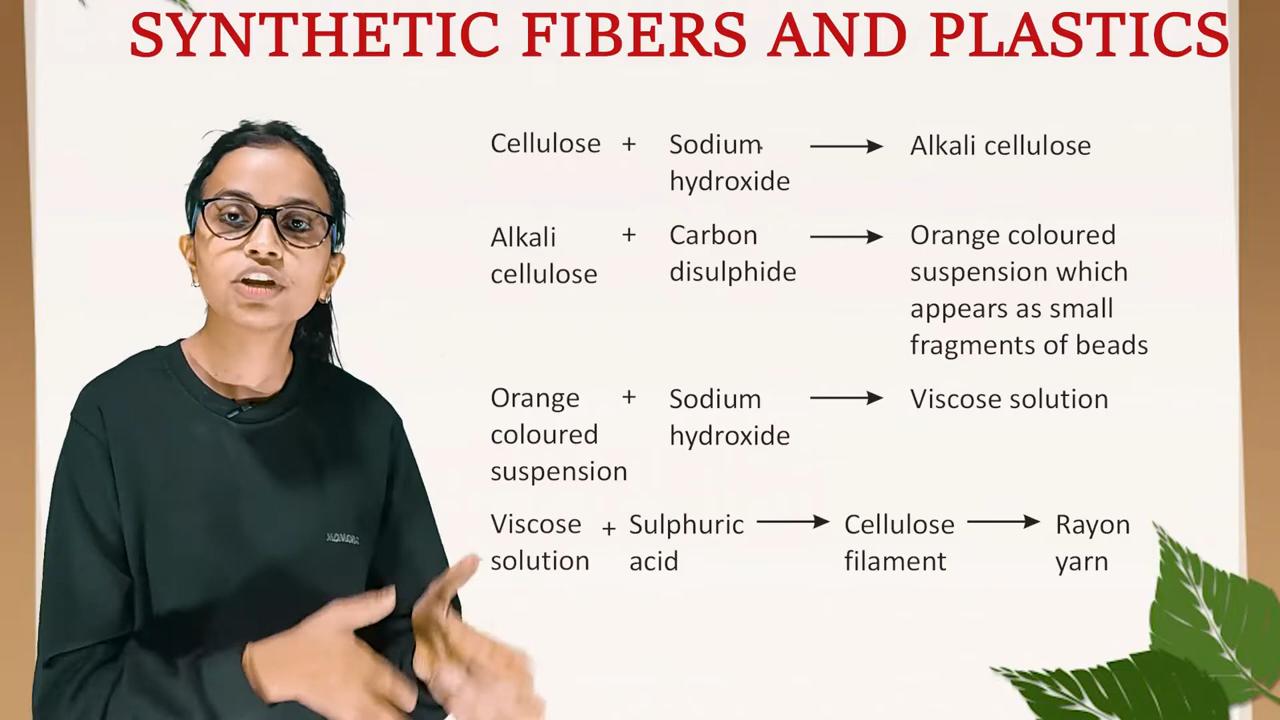 SYNTHETIC FIBERS AND PLASTICS
Cellulose + Sodium → Alkali cellulose
hydroxide
Alkali + Carbon → Orange coloured
cellulose disulphide suspension which
appears as small
fragments of beads
Orange + Sodium → Viscose solution
coloured hydroxide
suspension
Viscose + Sulphuric → Cellulose → Rayon
solution acid filament yarn